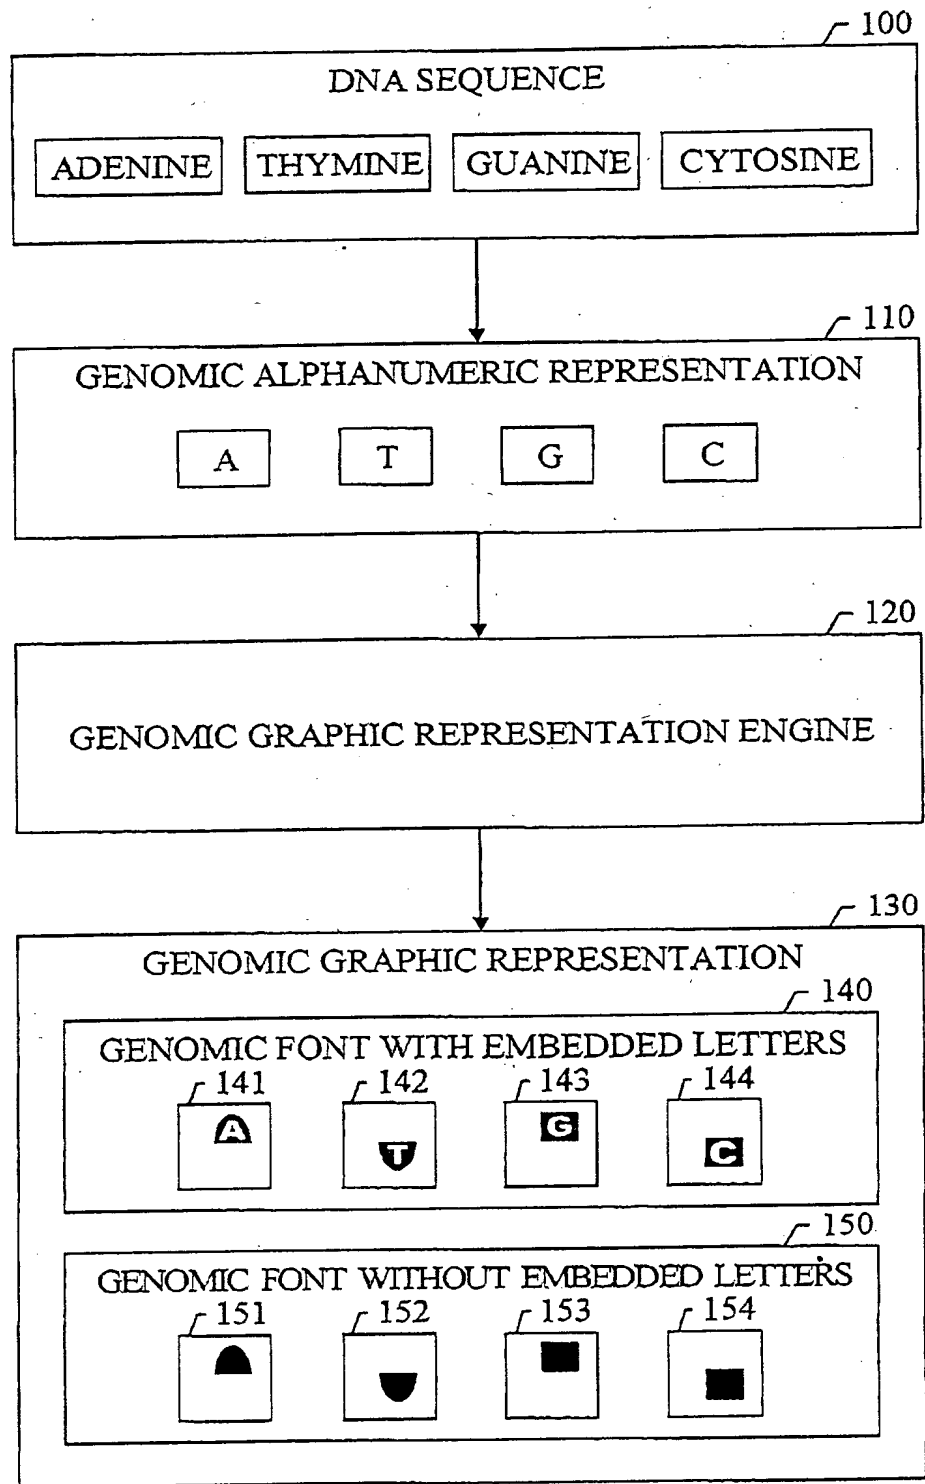 100
DNA SEQUENCE
ADENINE THYMINE GUANINE CYTOSINE
110
GENOMIC ALPHANUMERIC REPRESENTATION
A T G C
120
GENOMIC GRAPHIC REPRESENTATION ENGINE
130
GENOMIC GRAPHIC REPRESENTATION
140
GENOMIC FONT WITH EMBEDDED LETTERS
141 142 143 144
A T G C
150
GENOMIC FONT WITHOUT EMBEDDED LETTERS
151 152 153 154